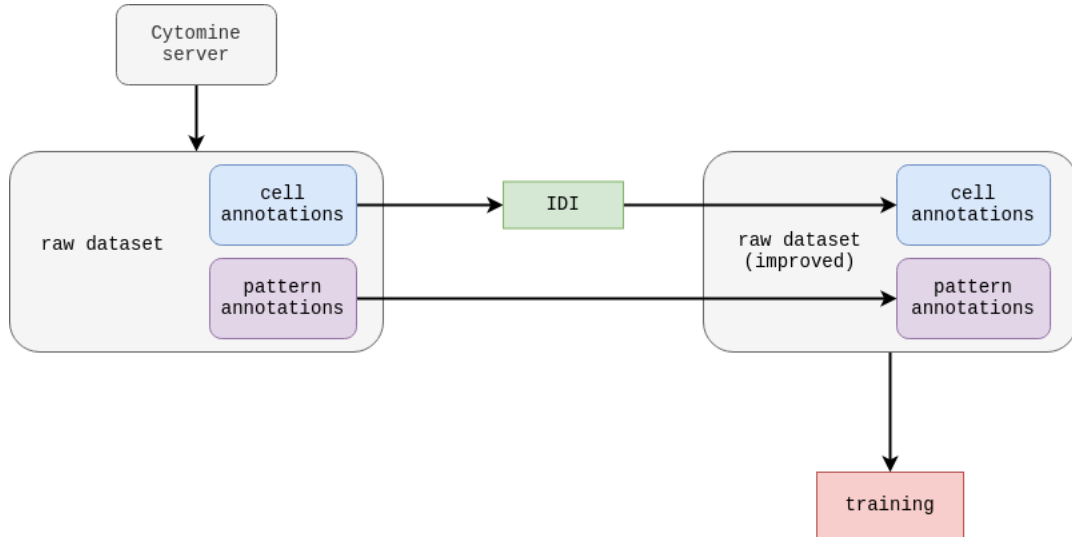 Cytomine
server
raw dataset
cell
annotations
pattern
annotations
IDI
raw dataset
(improved)
cell
annotations
pattern
annotations
training